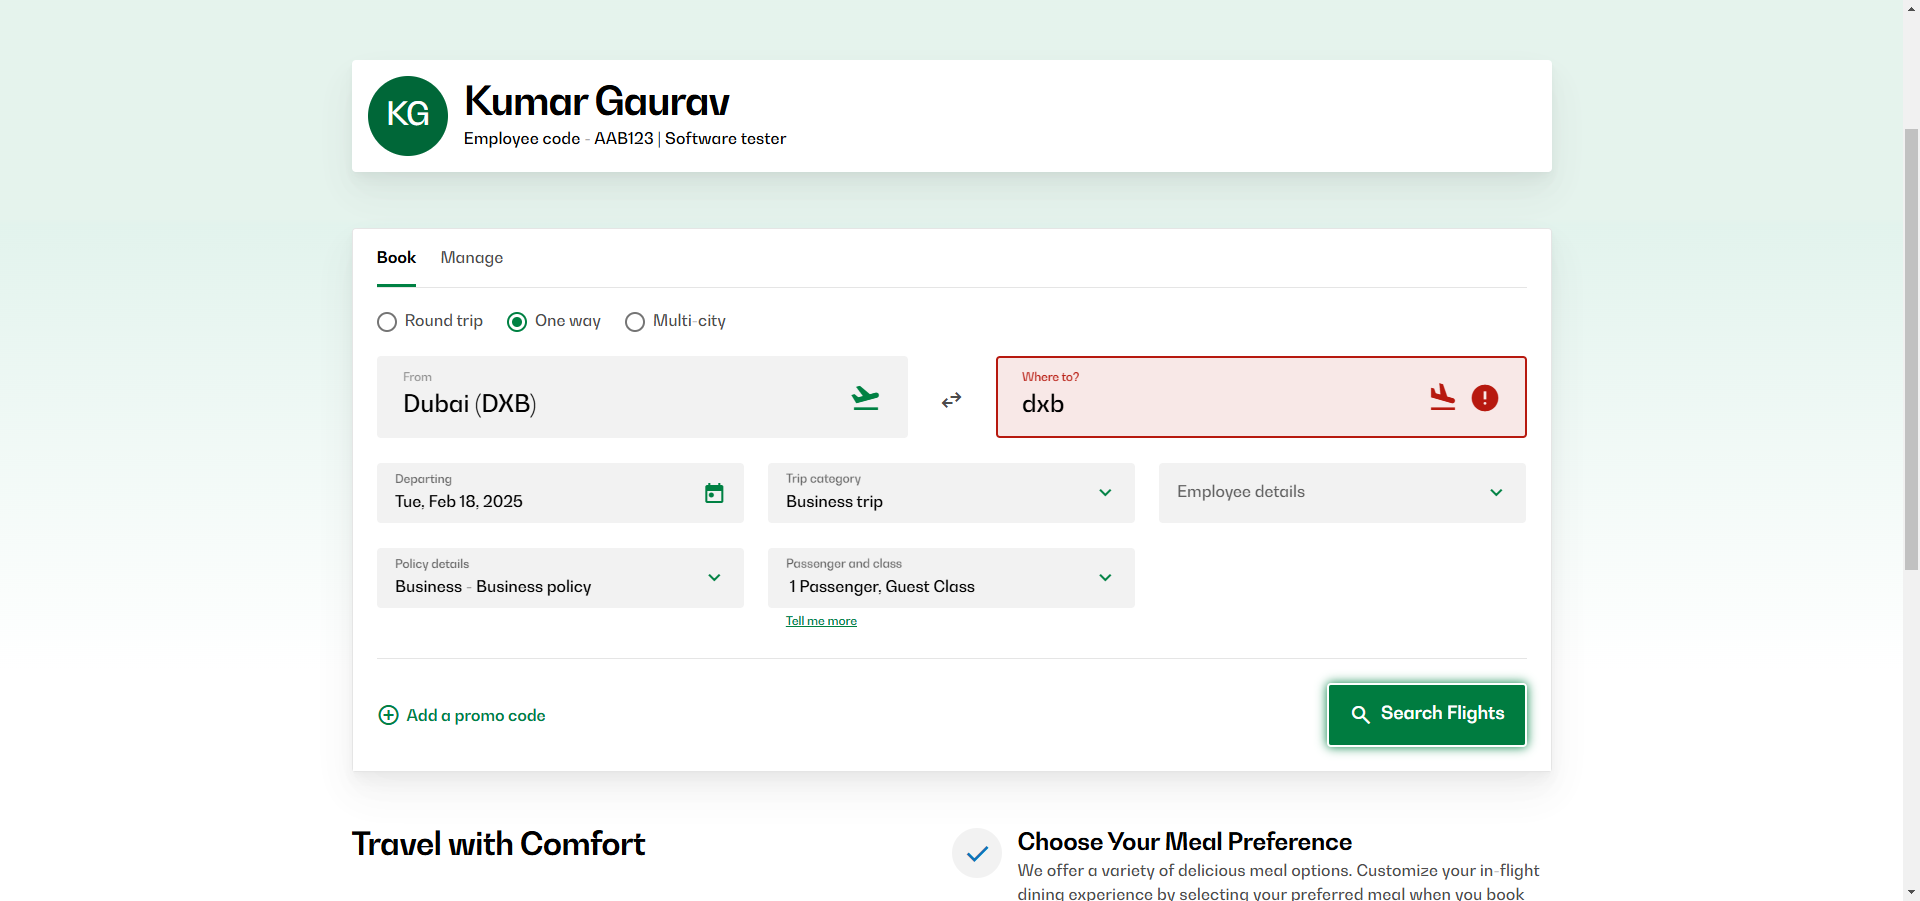 KG
Kumar Gaurav
Employee code - AAB123 | Software tester
Book Manage
Round trip One way Multi-city
From
Dubai (DXB)
Where to?
dxb
Departing
Tue, Feb 18, 2025
Trip category
Business trip
Employee details
Policy details
Business - Business policy
Passenger and class
1 Passenger, Guest Class
Tell me more
Add a promo code
Search Flights
Travel with Comfort
Choose Your Meal Preference
We offer a variety of delicious meal options. Customize your in-flight
dining experience by selecting your preferred meal when you book